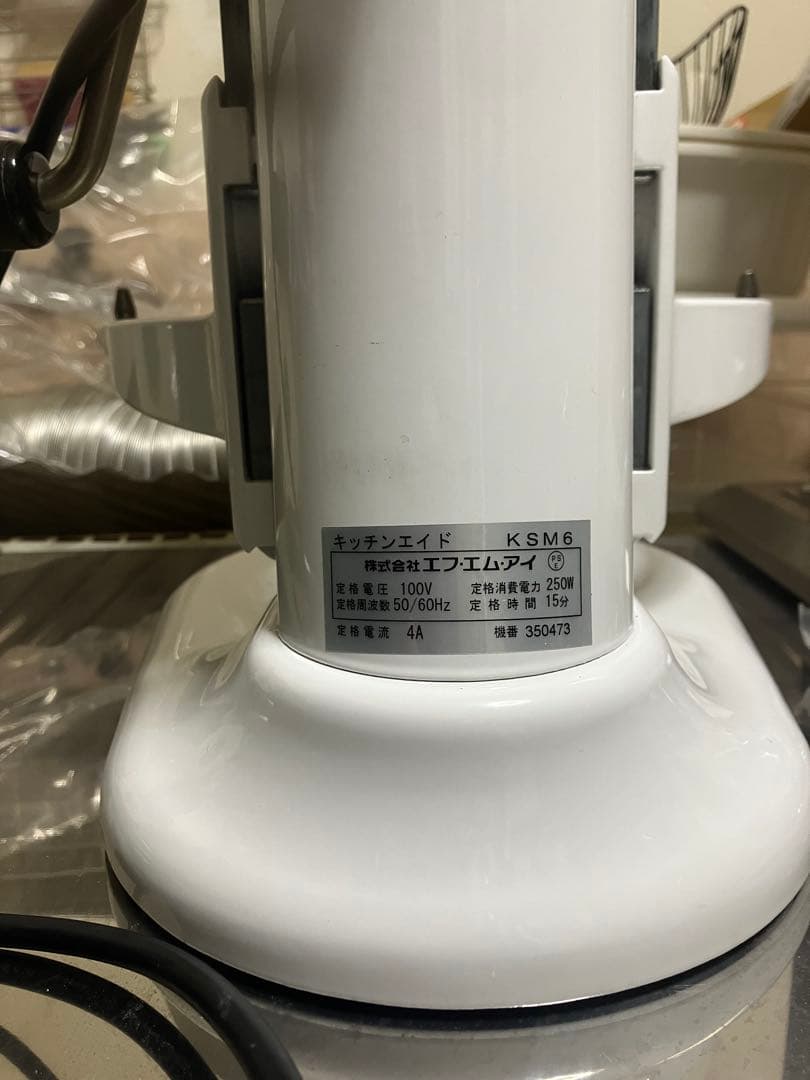 キッチンエイド KSM6
株式会社 エフ・エム・アイ PSE
定格電圧 100V 定格消費電力 250W
定格周波数 50/60Hz 定格時間 15分
定格電流 4A 機番 350473